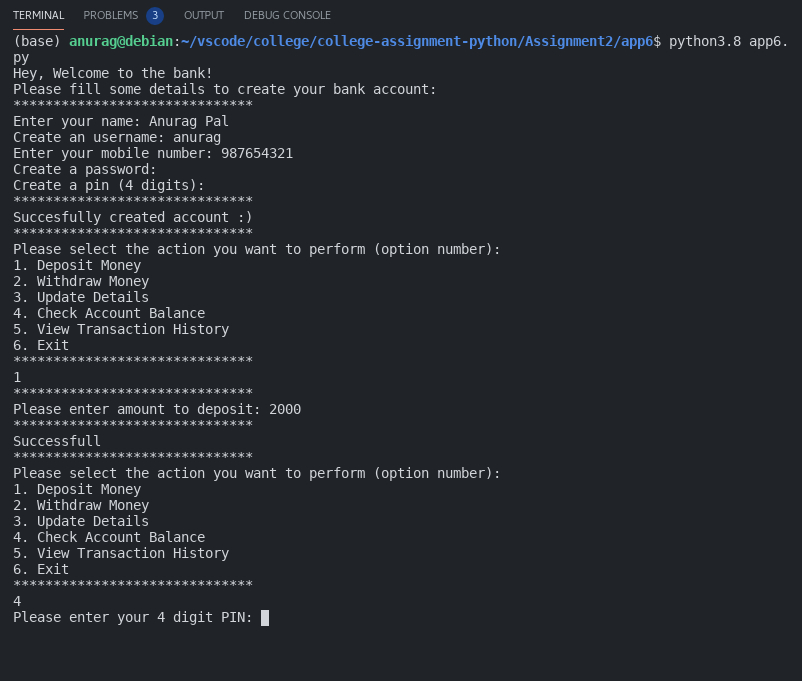 TERMINAL PROBLEMS 3 OUTPUT DEBUG CONSOLE
(base) anurag@debian:~/vscode/college/college-assignment-python/Assignment2/app6$ python3.8 app6.
py
Hey, Welcome to the bank!
Please fill some details to create your bank account:
******************************
Enter your name: Anurag Pal
Create an username: anurag
Enter your mobile number: 987654321
Create a password:
Create a pin (4 digits):
******************************
Succesfully created account :)
******************************
Please select the action you want to perform (option number):
1. Deposit Money
2. Withdraw Money
3. Update Details
4. Check Account Balance
5. View Transaction History
6. Exit
******************************
1
******************************
Please enter amount to deposit: 2000
******************************
Successfull
******************************
Please select the action you want to perform (option number):
1. Deposit Money
2. Withdraw Money
3. Update Details
4. Check Account Balance
5. View Transaction History
6. Exit
******************************
4
Please enter your 4 digit PIN: